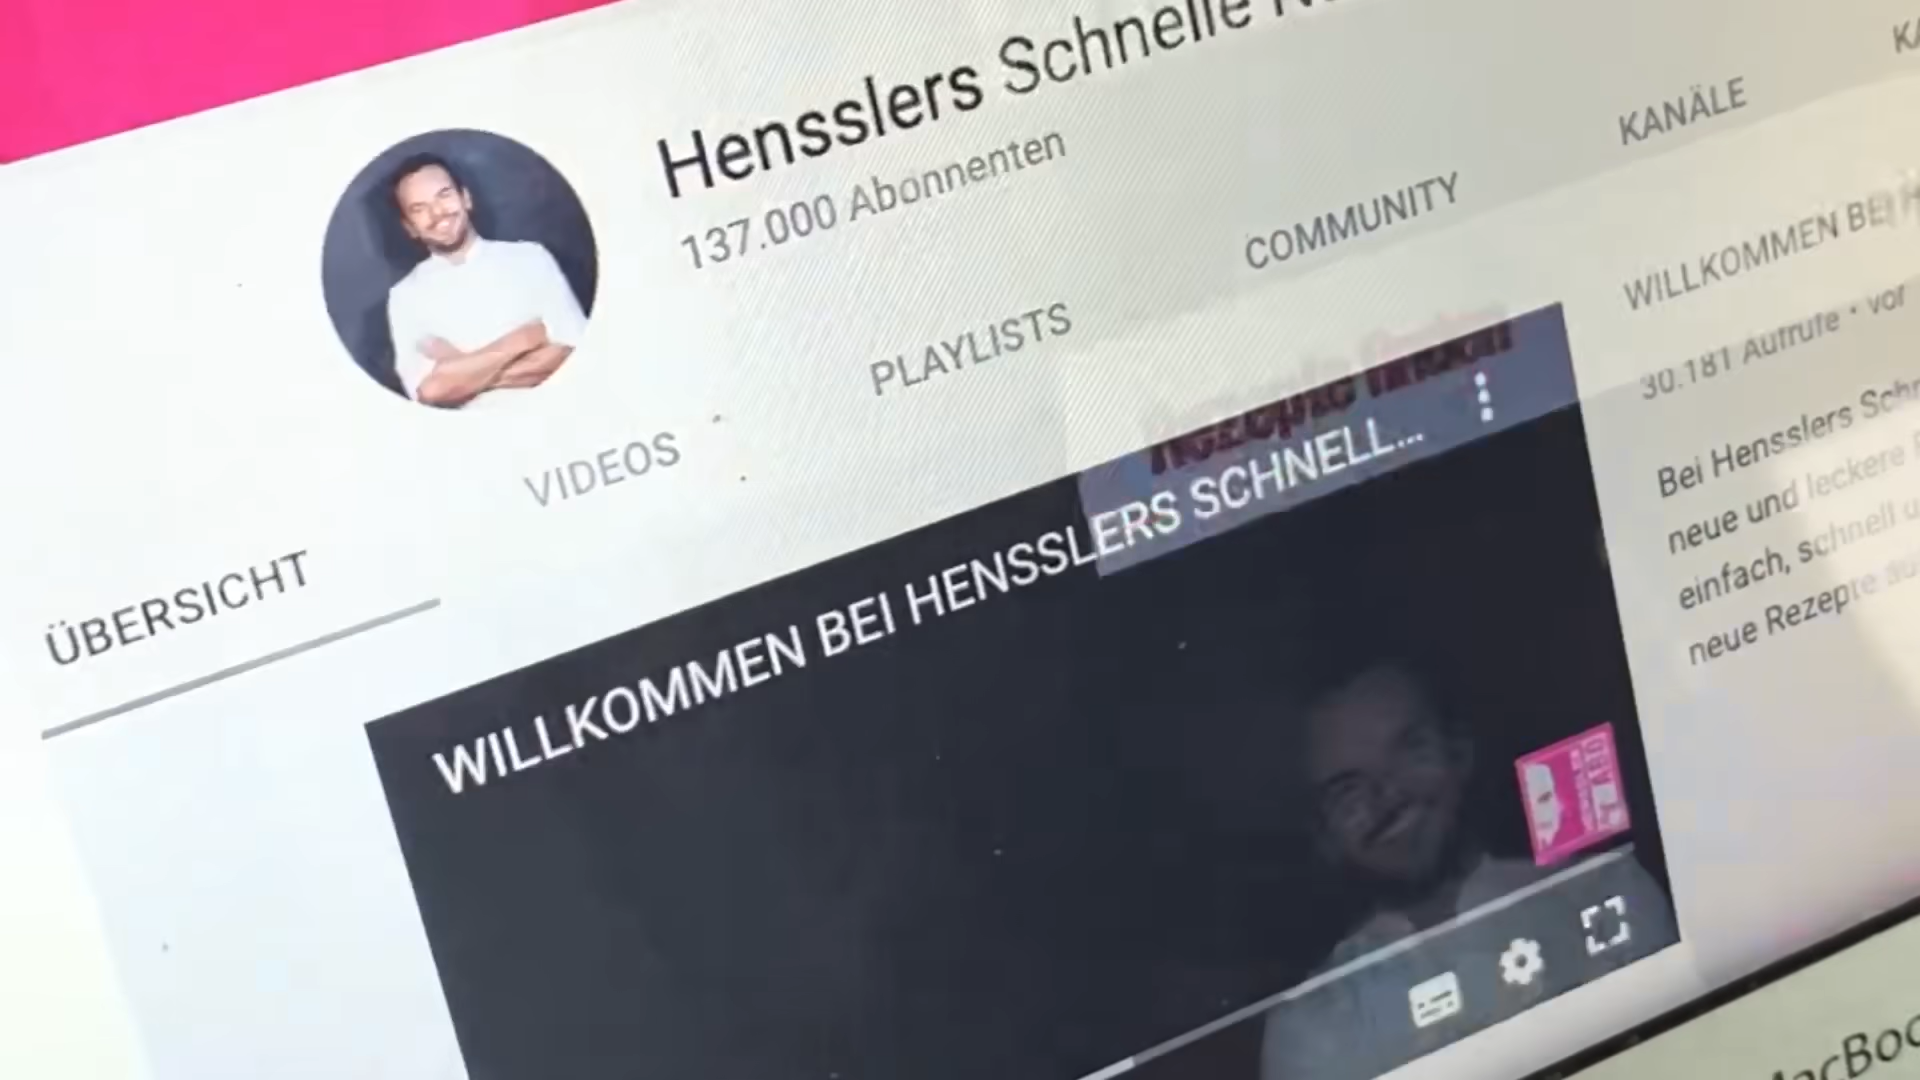 Hensslers Schnelle
137.000 Abonnenten
ÜBERSICHT
VIDEOS
PLAYLISTS
COMMUNITY
KANÄLE
WILLKOMMEN BEI HENSSLERS SCHNELL...
WILLKOMMEN BEI
30.181 Aufrufe • vor
Bei Hensslers
neue und leckere
einfach, schnell
neue Rezepte